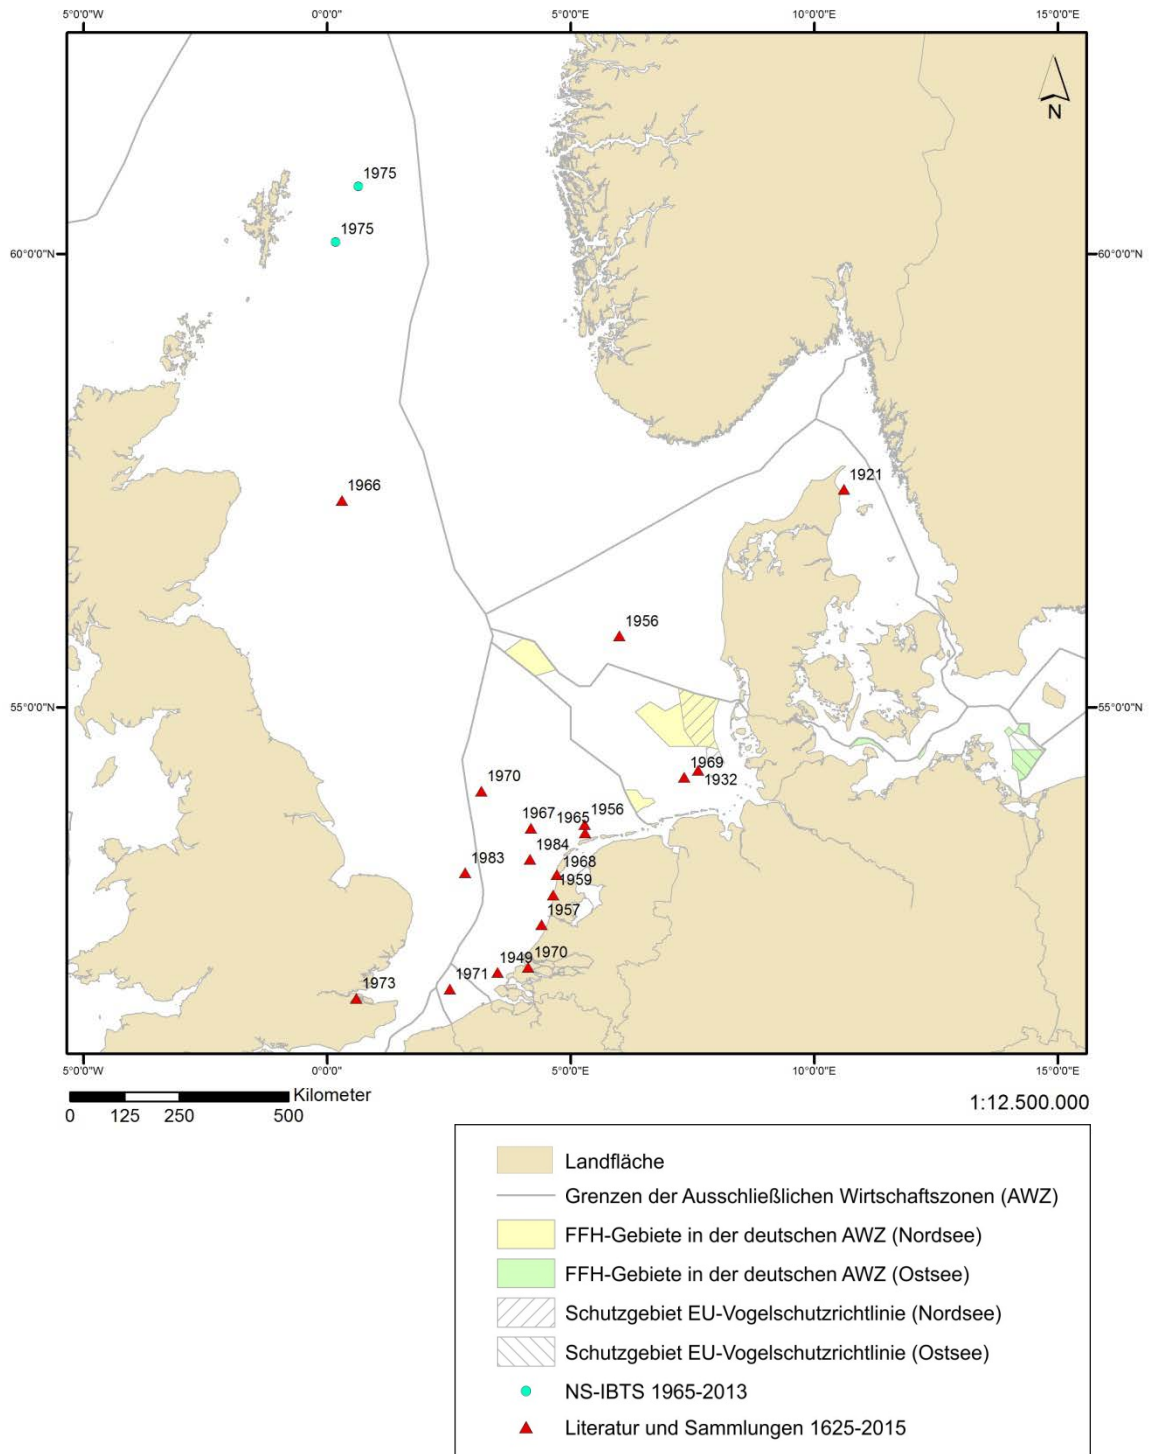 5°0'0"W 0°0'0" 5°0'0"E 10°0'0"E 15°0'0"E
N
1975
1975
60°0'0"N 60°0'0"N
1966
1921
1956
55°0'0"N 55°0'0"N
1969
1970 1932
1967 1965 1956
1984
1983 1968
1959
1957
1949 1970
1971
1973
5°0'0"W 0°0'0" 5°0'0"E 10°0'0"E 15°0'0"E
Kilometer
0 125 250 500
1:12.500.000
Landfläche
Grenzen der Ausschließlichen Wirtschaftszonen (AWZ)
FFH-Gebiete in der deutschen AWZ (Nordsee)
FFH-Gebiete in der deutschen AWZ (Ostsee)
Schutzgebiet EU-Vogelschutzrichtlinie (Nordsee)
Schutzgebiet EU-Vogelschutzrichtlinie (Ostsee)
NS-IBTS 1965-2013
Literatur und Sammlungen 1625-2015